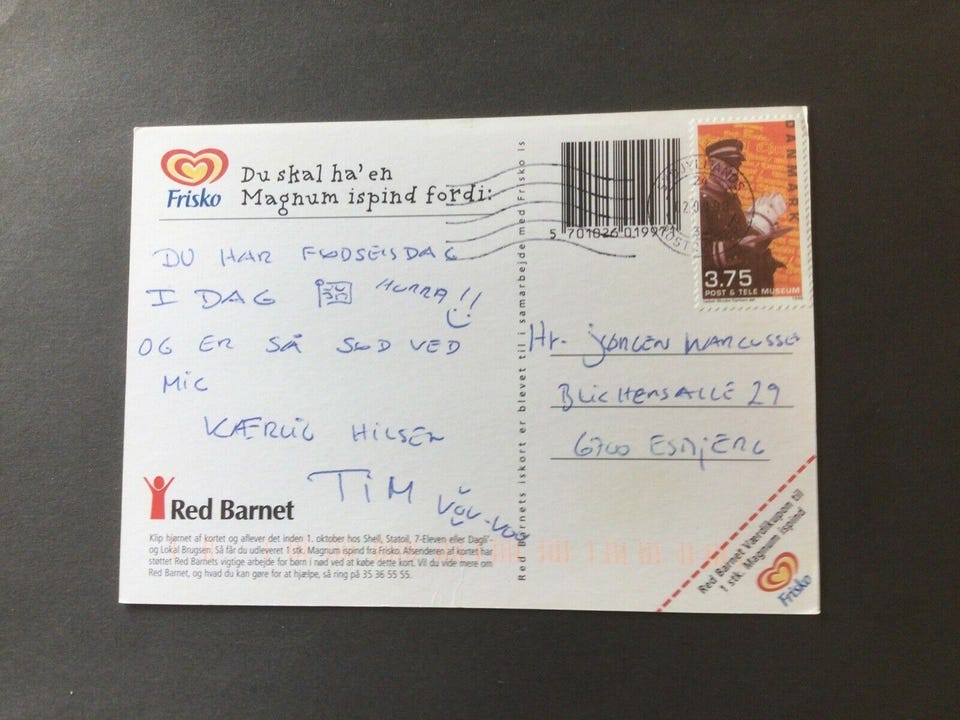 Frisko
Du skal ha'en
Magnum ispind fordi:
DU HAR FØDSELSDAG
I DAG HURRA!!
OG ER SÅ SØD VED
MIG
KÆRLIG HILSEN
TIM VOV-VOV
Red Barnet
Klip hjørnet af kortet og aflever det inden 1. oktober hos Shell, Statoil, 7-Eleven eller Dagli'-
og Lokal Brugsen. Så får du udleveret 1 stk. Magnum ispind fra Frisko. Afsenderen af kortet har
støttet Red Barnets vigtige arbejde for børn i nød ved at købe dette kort. Vil du vide mere om
Red Barnet, og hvad du kan gøre for at hjælpe, så ring på 35 36 55 55.
Red Barnets iskort er blevet til i samarbejde med Frisko is
5 701026 019971
DANMARK
3.75
POST & TELE MUSEUM
Hr. JØRGEN MARCUSSEN
BLICHERSALLE 29
6700 ESBJERG
Red Barnet Værdikupon til
1 stk. Magnum ispind
Frisko